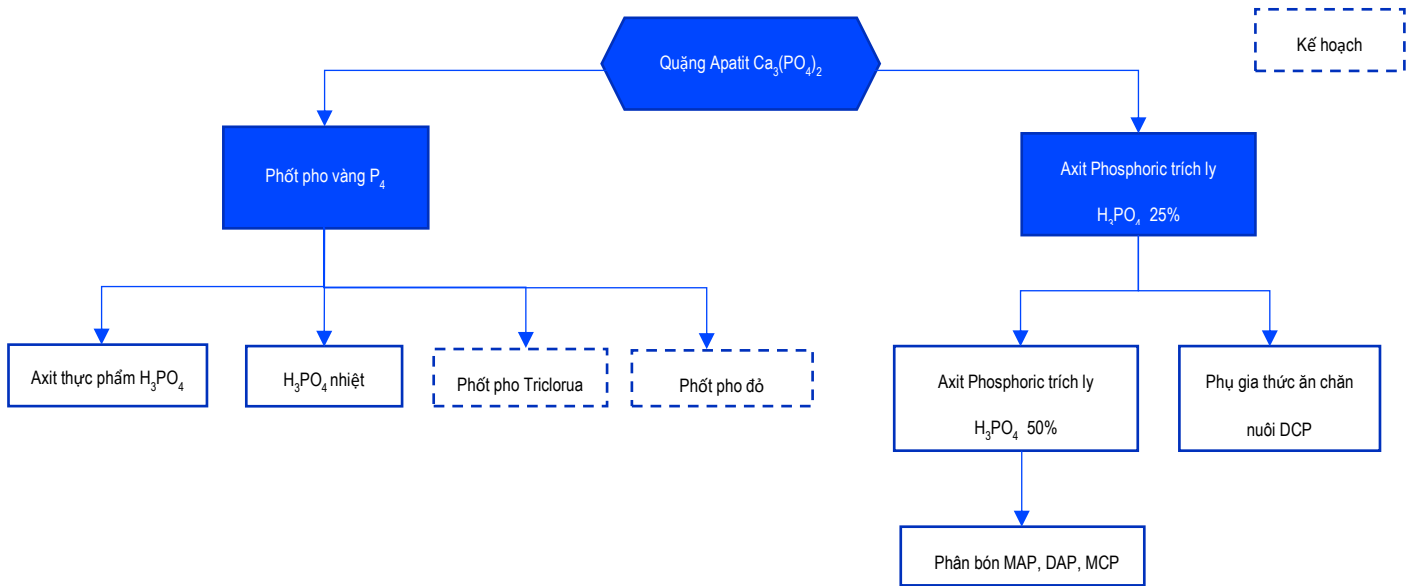 Kế hoạch
Quặng Apatit Ca₃(PO₄)₂
Phốt pho vàng P₄
Axit Phosphoric trích ly
H₃PO₄ 25%
Axit thực phẩm H₃PO₄
H₃PO₄ nhiệt
Phốt pho Triclorua
Phốt pho đỏ
Axit Phosphoric trích ly
H₃PO₄ 50%
Phụ gia thức ăn chăn
nuôi DCP
Phân bón MAP, DAP, MCP